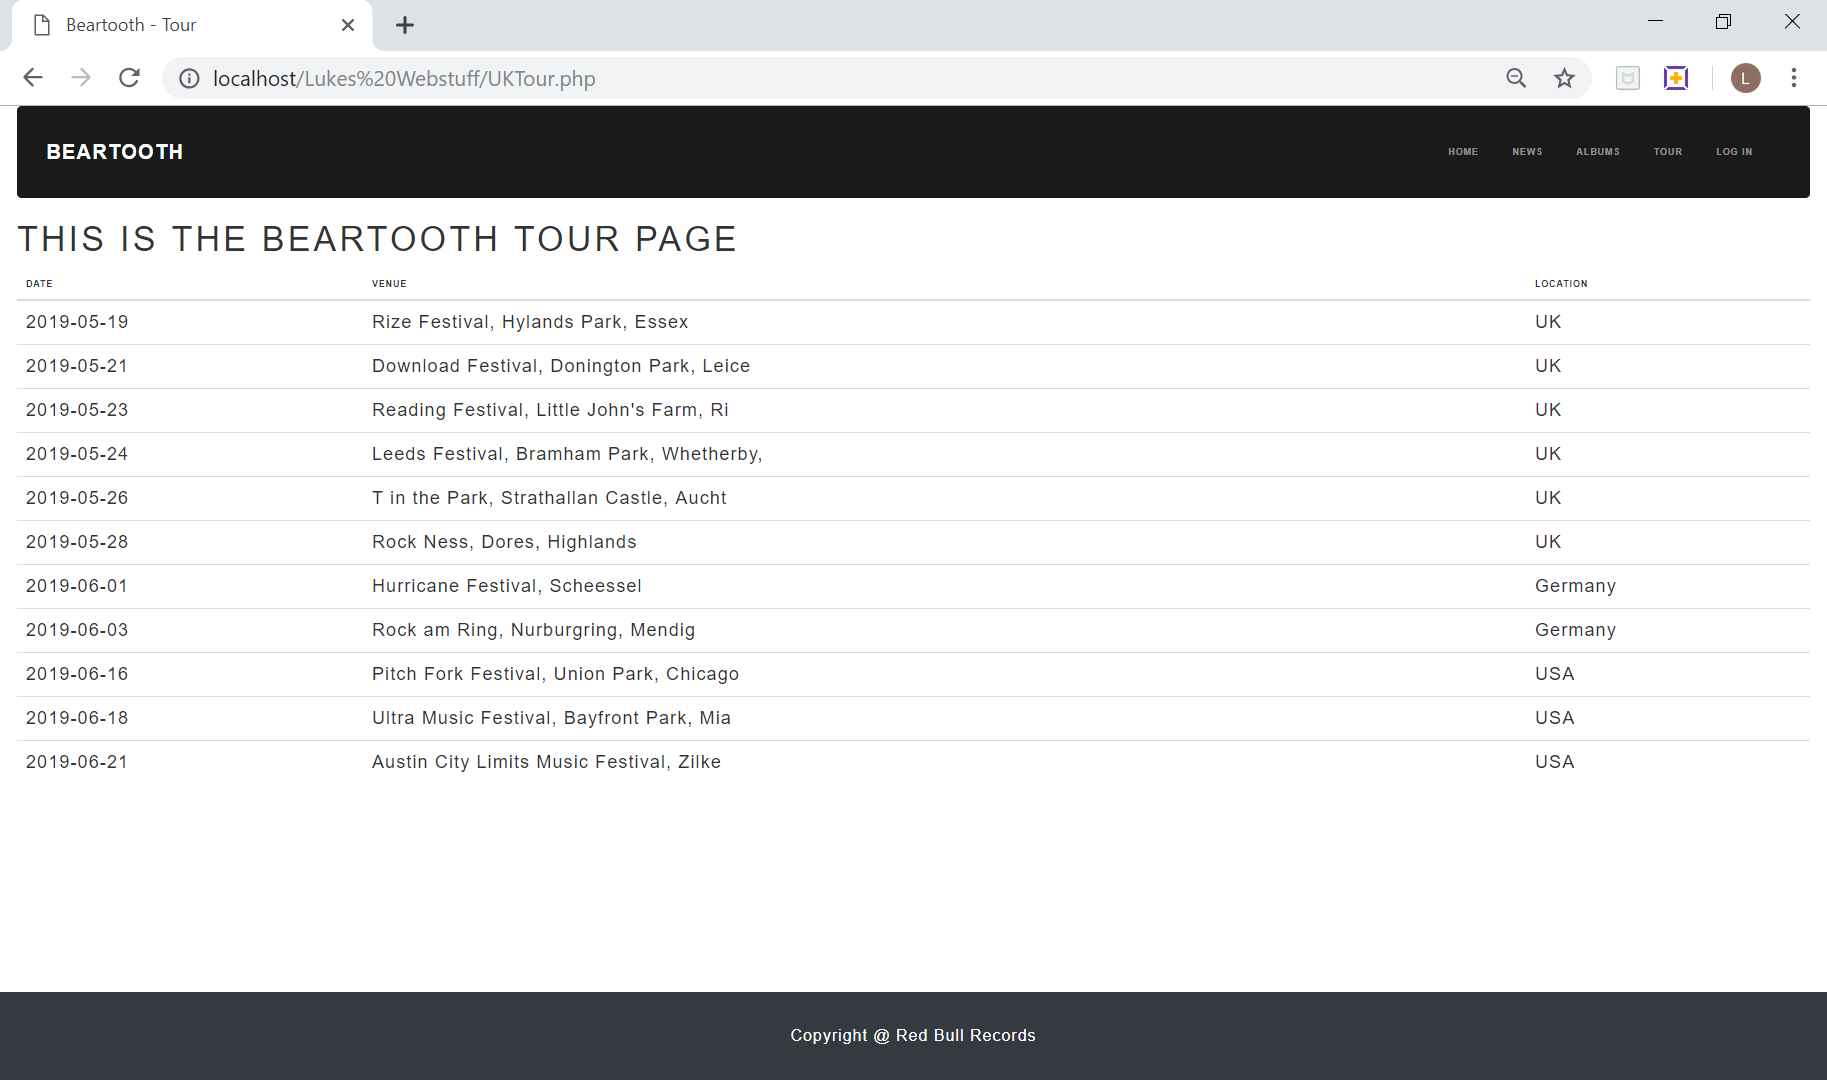 Beartooth - Tour
localhost/Lukes%20Webstuff/UKTour.php
L
BEARTOOTH HOME NEWS ALBUMS TOUR LOG IN
THIS IS THE BEARTOOTH TOUR PAGE
DATE VENUE LOCATION
2019-05-19 Rize Festival, Hylands Park, Essex UK
2019-05-21 Download Festival, Donington Park, Leice UK
2019-05-23 Reading Festival, Little John's Farm, Ri UK
2019-05-24 Leeds Festival, Bramham Park, Whetherby, UK
2019-05-26 T in the Park, Strathallan Castle, Aucht UK
2019-05-28 Rock Ness, Dores, Highlands UK
2019-06-01 Hurricane Festival, Scheessel Germany
2019-06-03 Rock am Ring, Nurburgring, Mendig Germany
2019-06-16 Pitch Fork Festival, Union Park, Chicago USA
2019-06-18 Ultra Music Festival, Bayfront Park, Mia USA
2019-06-21 Austin City Limits Music Festival, Zilke USA
Copyright @ Red Bull Records